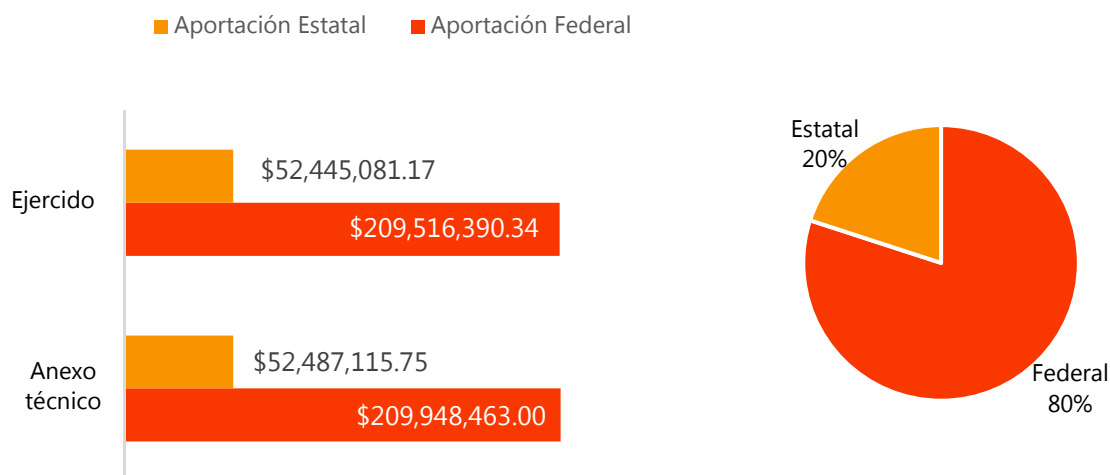 Aportación Estatal
Aportación Federal
Ejercido
$52,445,081.17
$209,516,390.34
Anexo
técnico
$52,487,115.75
$209,948,463.00
Estatal
20%
Federal
80%